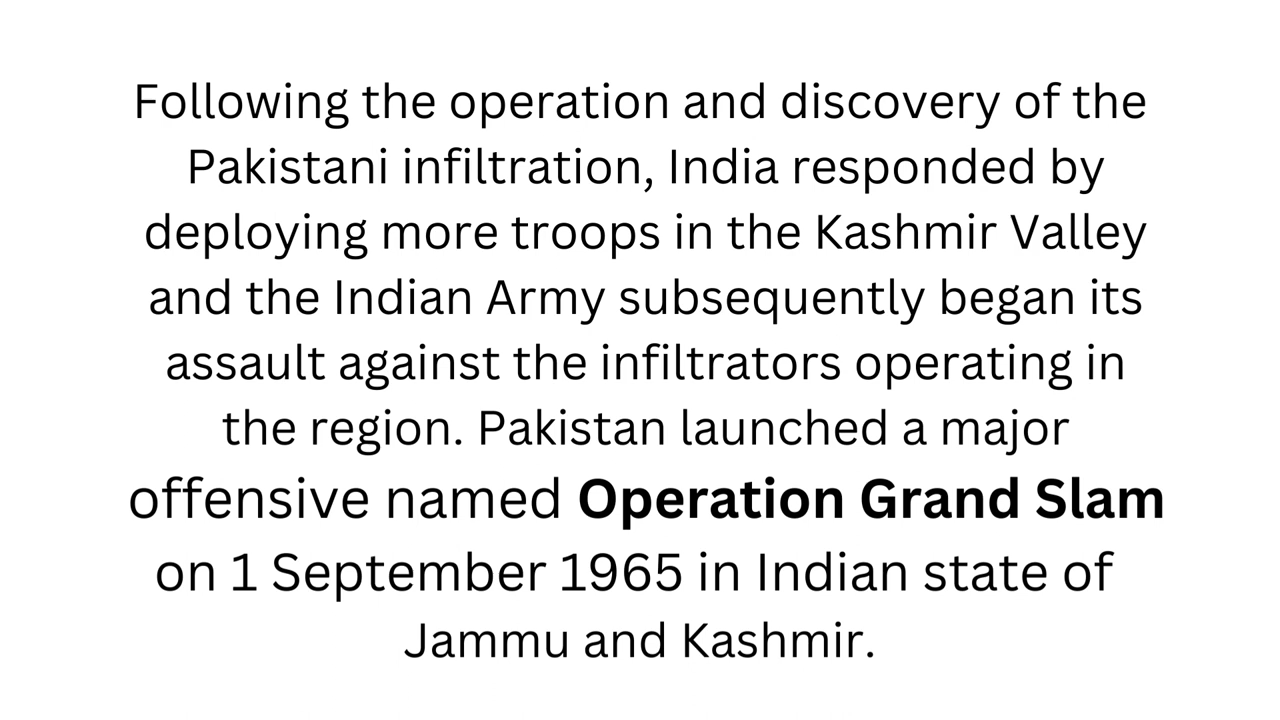 Following the operation and discovery of the
Pakistani infiltration, India responded by
deploying more troops in the Kashmir Valley
and the Indian Army subsequently began its
assault against the infiltrators operating in
the region. Pakistan launched a major
offensive named Operation Grand Slam
on 1 September 1965 in Indian state of
Jammu and Kashmir.